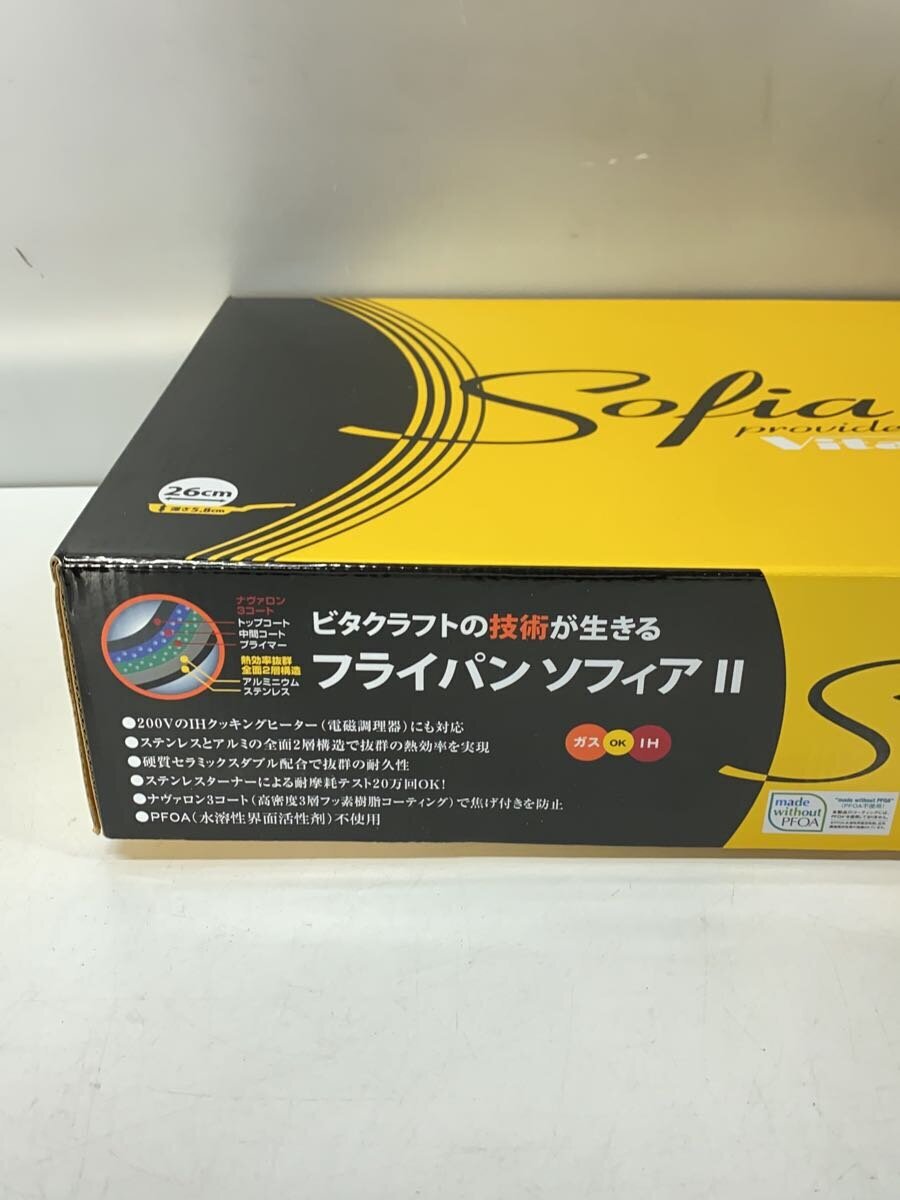 Sofia
provide
Vita
26cm
深さ5.8cm
ナヴァロン
3コート
トップコート
中間コート
プライマー
熱効率抜群
全面2層構造
アルミニウム
ステンレス
ビタクラフトの技術が生きる
フライパン ソフィア II
●200VのIHクッキングヒーター(電磁調理器)にも対応
●ステンレスとアルミの全面2層構造で抜群の熱効率を実現
●硬質セラミックスダブル配合で抜群の耐久性
●ステンレスターナーによる耐摩耗テスト20万回OK!
●ナヴァロン3コート(高密度3層フッ素樹脂コーティング)で焦げ付きを防止
●PFOA(水溶性界面活性剤)不使用
ガス OK IH
made
without
PFOA
"made without PFOA"
(PFOA不使用)